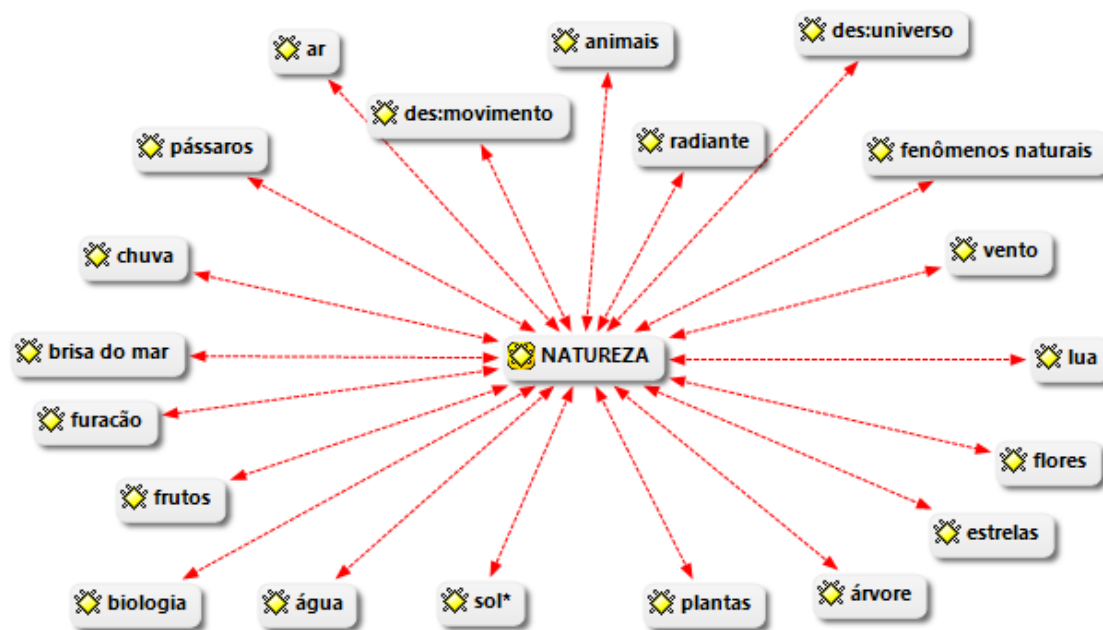 ar
animais
des:universo
des:movimento
pássaros
radiante
fenômenos naturais
chuva
vento
brisa do mar
NATUREZA
lua
furacão
flores
frutos
estrelas
biologia
água
sol*
plantas
árvore